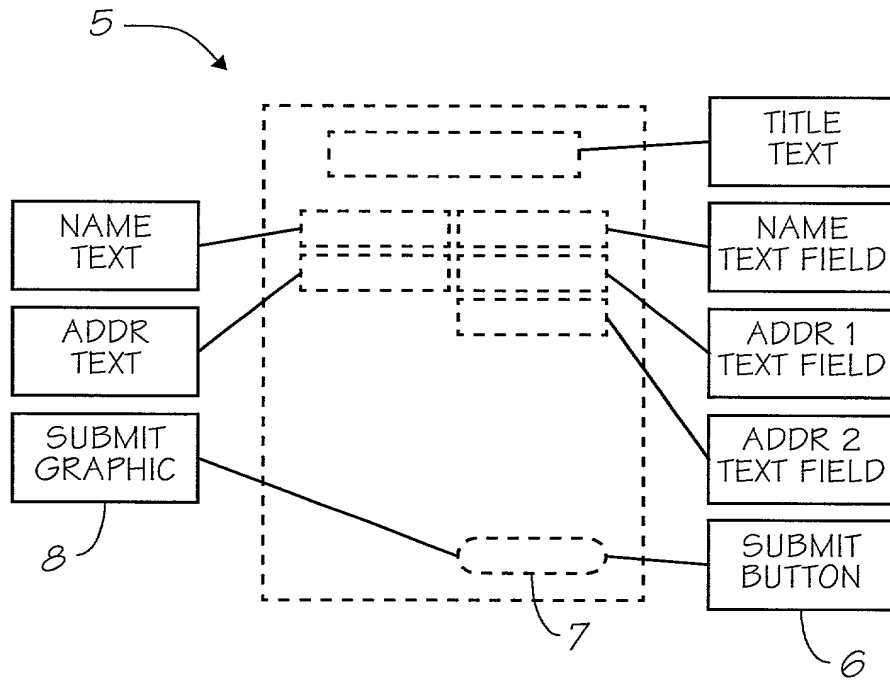 5
TITLE
TEXT
NAME
TEXT
NAME
TEXT FIELD
ADDR
TEXT
ADDR 1
TEXT FIELD
SUBMIT
GRAPHIC
ADDR 2
TEXT FIELD
8
SUBMIT
BUTTON
7
6